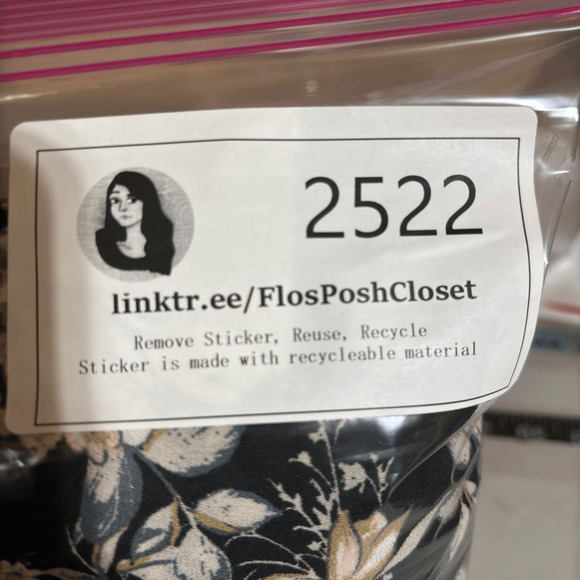 2522
linktr.ee/FlosPoshCloset
Remove Sticker, Reuse, Recycle
Sticker is made with recycleable material